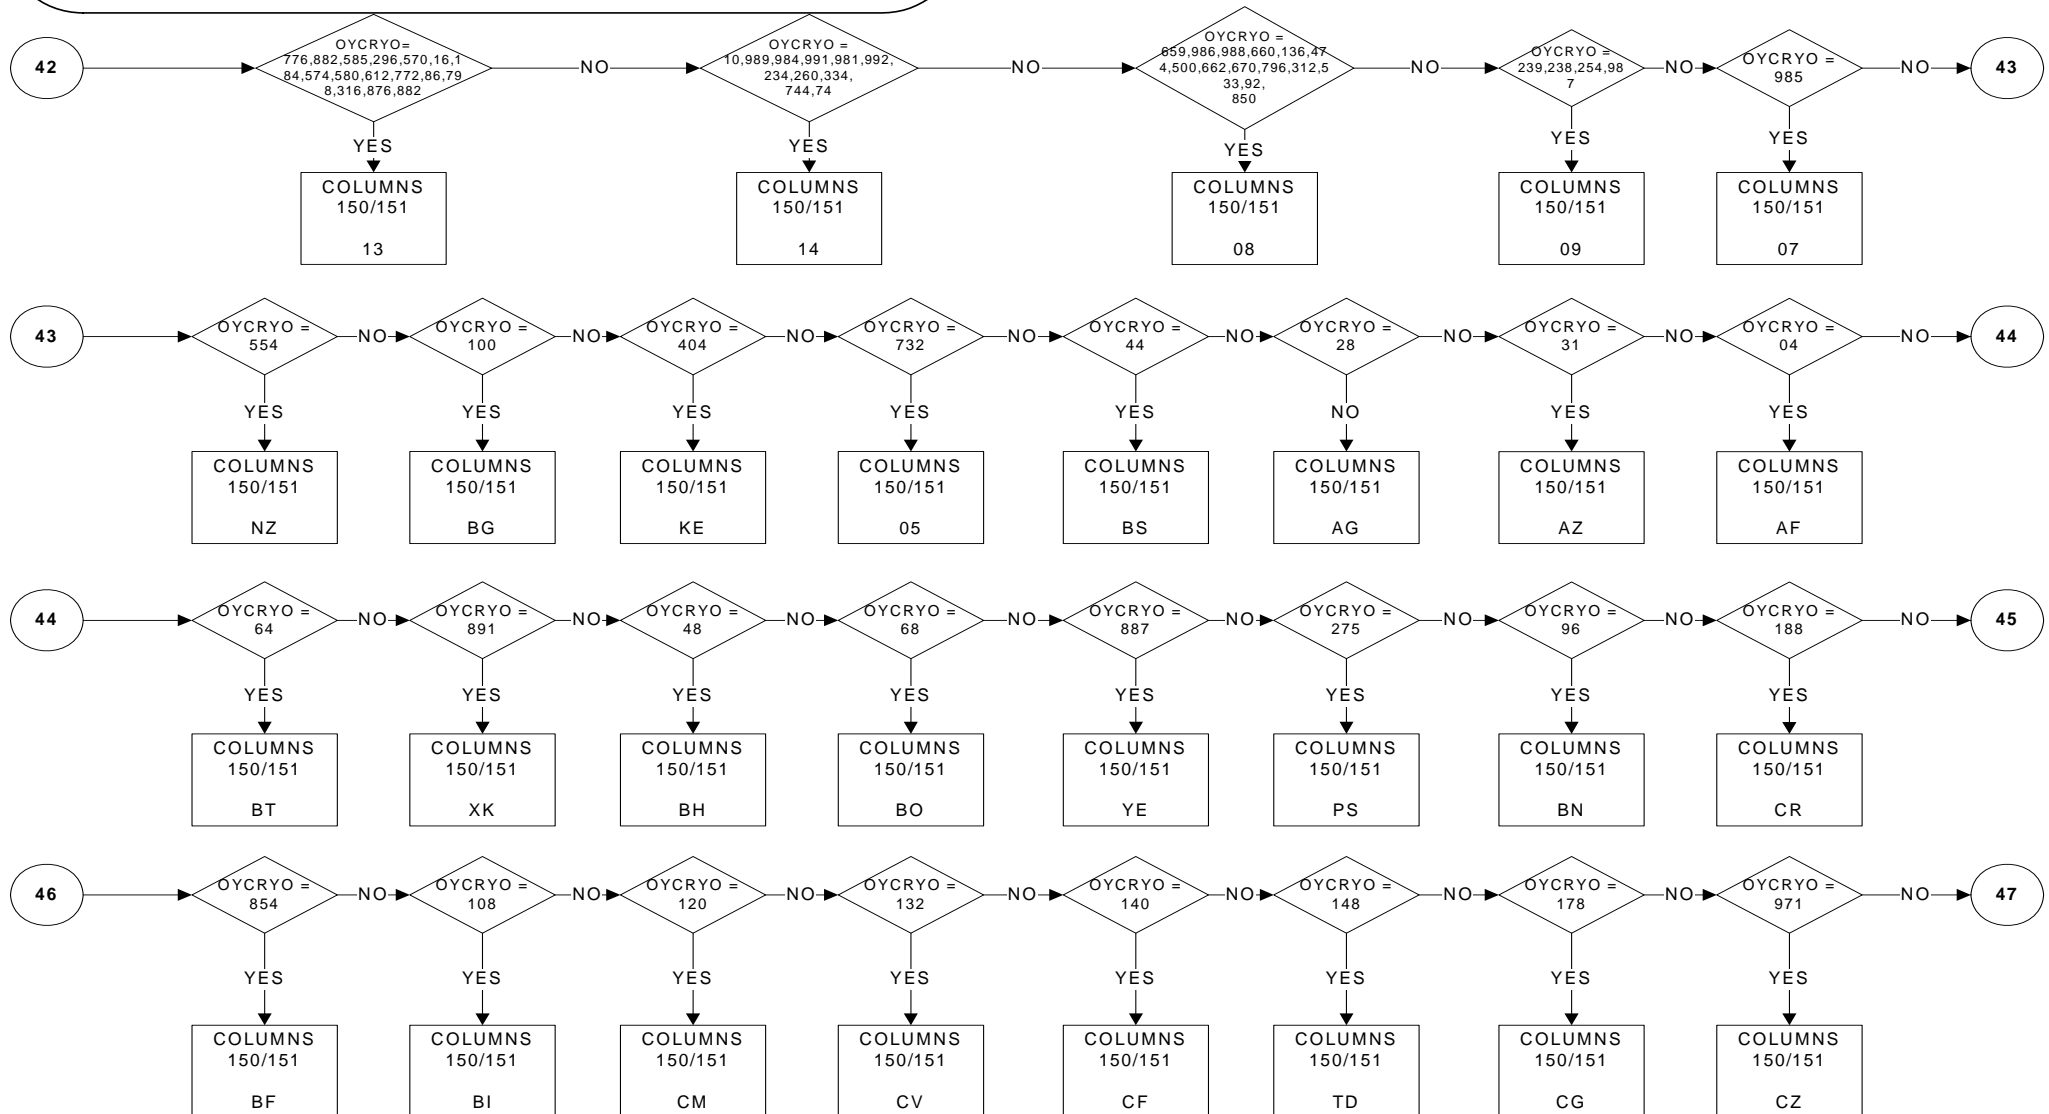 42
OYCRYO=
776,882,585,296,570,16,1
84,574,580,612,772,86,79
8,316,876,882
NO
OYCRYO =
10,989,984,991,981,992,
234,260,334,
744,74
NO
OYCRYO =
659,986,988,660,136,47
4,500,662,670,796,312,5
33,92,
850
NO
OYCRYO =
239,238,254,98
7
NO
OYCRYO =
985
NO
43
YES
YES
YES
YES
YES
COLUMNS
150/151
13
COLUMNS
150/151
14
COLUMNS
150/151
08
COLUMNS
150/151
09
COLUMNS
150/151
07
43
OYCRYO =
554
NO
OYCRYO =
100
NO
OYCRYO =
404
NO
OYCRYO =
732
NO
OYCRYO =
44
NO
OYCRYO =
28
NO
OYCRYO =
31
NO
OYCRYO =
04
NO
44
YES
YES
YES
YES
YES
NO
YES
YES
COLUMNS
150/151
NZ
COLUMNS
150/151
BG
COLUMNS
150/151
KE
COLUMNS
150/151
05
COLUMNS
150/151
BS
COLUMNS
150/151
AG
COLUMNS
150/151
AZ
COLUMNS
150/151
AF
44
OYCRYO =
64
NO
OYCRYO =
891
NO
OYCRYO =
48
NO
OYCRYO =
68
NO
OYCRYO =
887
NO
OYCRYO =
275
NO
OYCRYO =
96
NO
OYCRYO =
188
NO
45
YES
YES
YES
YES
YES
YES
YES
YES
COLUMNS
150/151
BT
COLUMNS
150/151
XK
COLUMNS
150/151
BH
COLUMNS
150/151
BO
COLUMNS
150/151
YE
COLUMNS
150/151
PS
COLUMNS
150/151
BN
COLUMNS
150/151
CR
46
OYCRYO =
854
NO
OYCRYO =
108
NO
OYCRYO =
120
NO
OYCRYO =
132
NO
OYCRYO =
140
NO
OYCRYO =
148
NO
OYCRYO =
178
NO
OYCRYO =
971
NO
47
YES
YES
YES
YES
YES
YES
YES
YES
COLUMNS
150/151
BF
COLUMNS
150/151
BI
COLUMNS
150/151
CM
COLUMNS
150/151
CV
COLUMNS
150/151
CF
COLUMNS
150/151
TD
COLUMNS
150/151
CG
COLUMNS
150/151
CZ